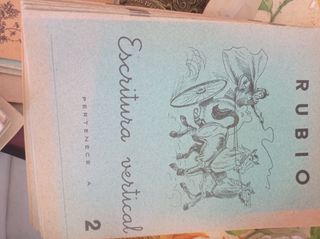 RUBIO
Escritura vertical
PERTENECE A
2